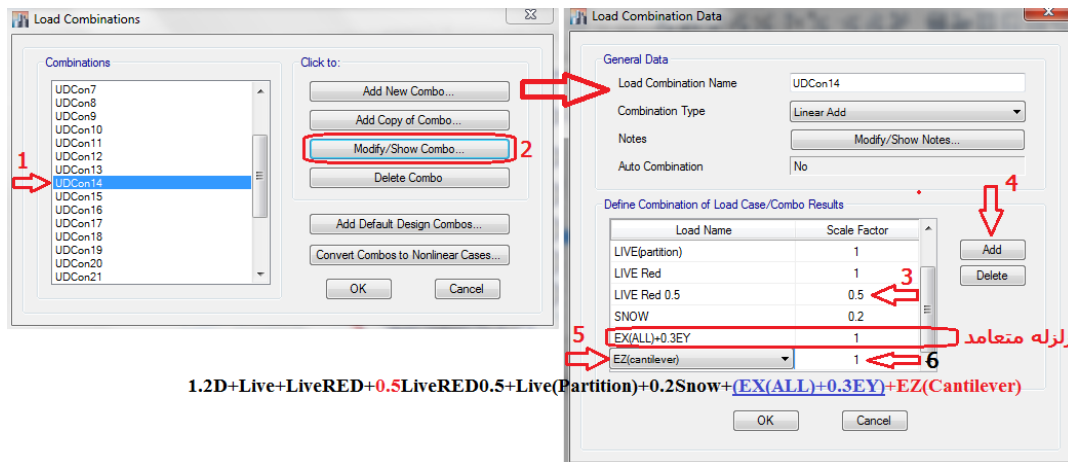 Load Combinations
Combinations
UDCon7
UDCon8
UDCon9
UDCon10
UDCon11
UDCon12
UDCon13
UDCon14
UDCon15
UDCon16
UDCon17
UDCon18
UDCon19
UDCon20
UDCon21
1
Click to:
Add New Combo...
Add Copy of Combo...
Modify/Show Combo...
2
Delete Combo
Add Default Design Combos...
Convert Combos to Nonlinear Cases...
OK
Cancel
Load Combination Data
General Data
Load Combination Name
UDCon14
Combination Type
Linear Add
Notes
Modify/Show Notes...
Auto Combination
No
4
Define Combination of Load Case/Combo Results
Load Name
Scale Factor
LIVE(partition)
1
LIVE Red
1
3
LIVE Red 0.5
0.5
SNOW
0.2
EX(ALL)+0.3EY
1
5
EZ(cantilever)
1
6
Add
Delete
زلزله متعامد
1.2D+Live+LiveRED+0.5LiveRED0.5+Live(Partition)+0.2Snow+(EX(ALL)+0.3EY)+EZ(Cantilever)
OK
Cancel